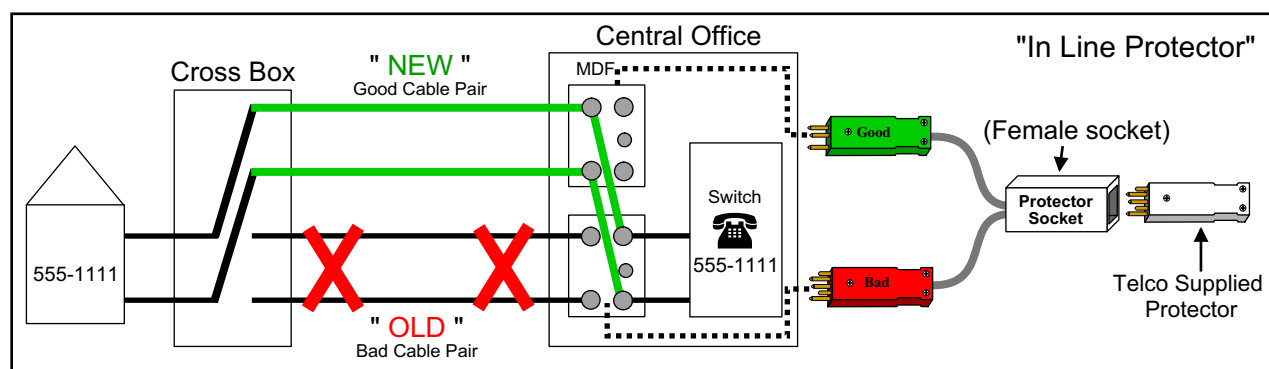 Central Office
"In Line Protector"
Cross Box
" NEW "
Good Cable Pair
MDF
Good
(Female socket)
Protector
Socket
Switch
555-1111
555-1111
Bad
" OLD "
Bad Cable Pair
Telco Supplied
Protector